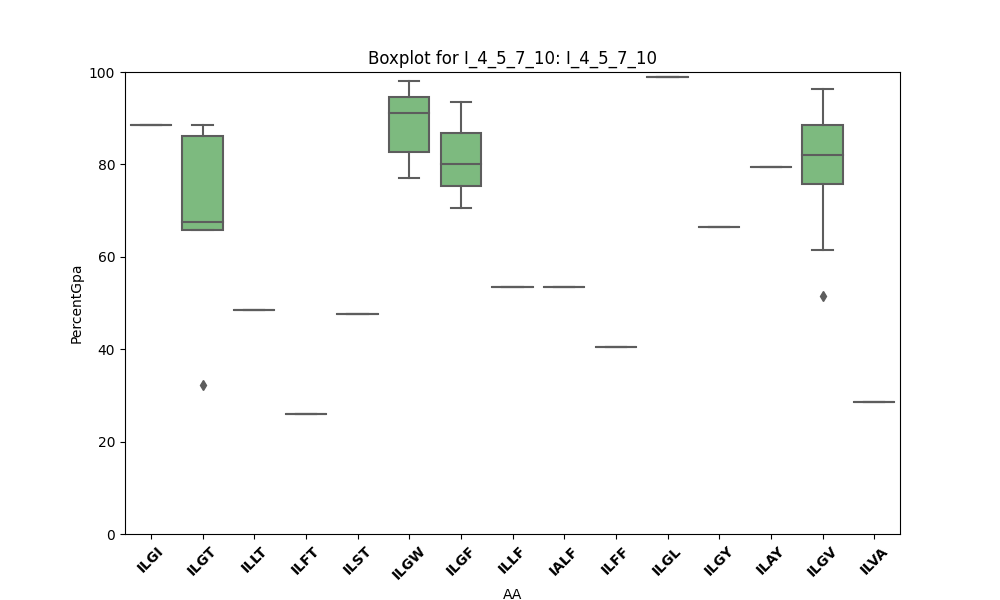 Boxplot for I_4_5_7_10: I_4_5_7_10
100
80
60
40
20
0
PercentGpa
ILGI ILGT ILLT ILFT ILST ILGW ILGF ILLF IALF ILFF ILGL ILGY ILAY ILGV ILVA
AA